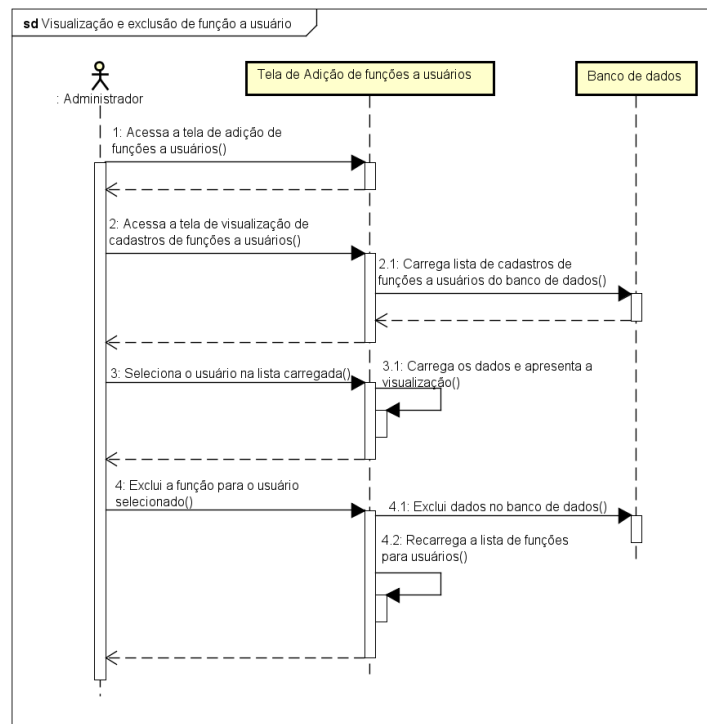 sd Visualização e exclusão de função a usuário
: Administrador
Tela de Adição de funções a usuários
Banco de dados
1: Acessa a tela de adição de
funções a usuários()
2: Acessa a tela de visualização de
cadastros de funções a usuários()
2.1: Carrega lista de cadastros de
funções a usuários do banco de dados()
3: Seleciona o usuário na lista carregada()
3.1: Carrega os dados e apresenta a
visualização()
4: Exclui a função para o usuário
selecionado()
4.1: Exclui dados no banco de dados()
4.2: Recarrega a lista de funções
para usuários()